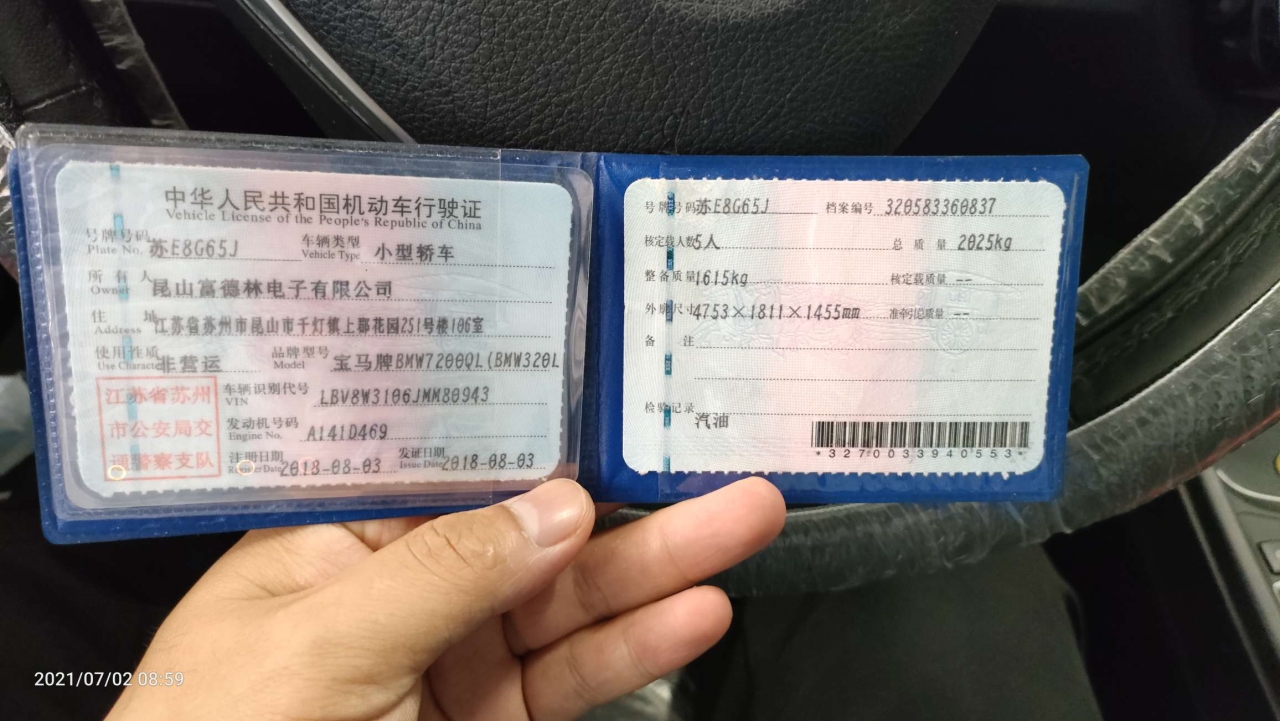 中华人民共和国机动车行驶证
Vehicle License of the People's Republic of China
号牌号码 苏E8G65J 车辆类型 小型轿车
Plate No. Vehicle Type
所有人 昆山富德林电子有限公司
Owner
住址 江苏省苏州市昆山市千灯镇上郡花园251号楼106室
Address
使用性质 非营运 品牌型号 宝马牌BMW7200QL(BMW320L
Use Character Model
江苏省苏州
市公安局交
通警察支队
车辆识别代号 LBV8W3106JMM80943
VIN
发动机号码 A141D469
Engine No.
注册日期 2018-08-03 发证日期 2018-08-03
Register Date Issue Date
号牌号码 苏E8G65J 档案编号 320583360837
核定载人数 5人 总质量 2025kg
整备质量 1615kg 核定载质量 --
外廓尺寸 4753×1811×1455mm 准牵引总质量 --
备注
检验记录
汽油
*3270033940553*
2021/07/02 08:59